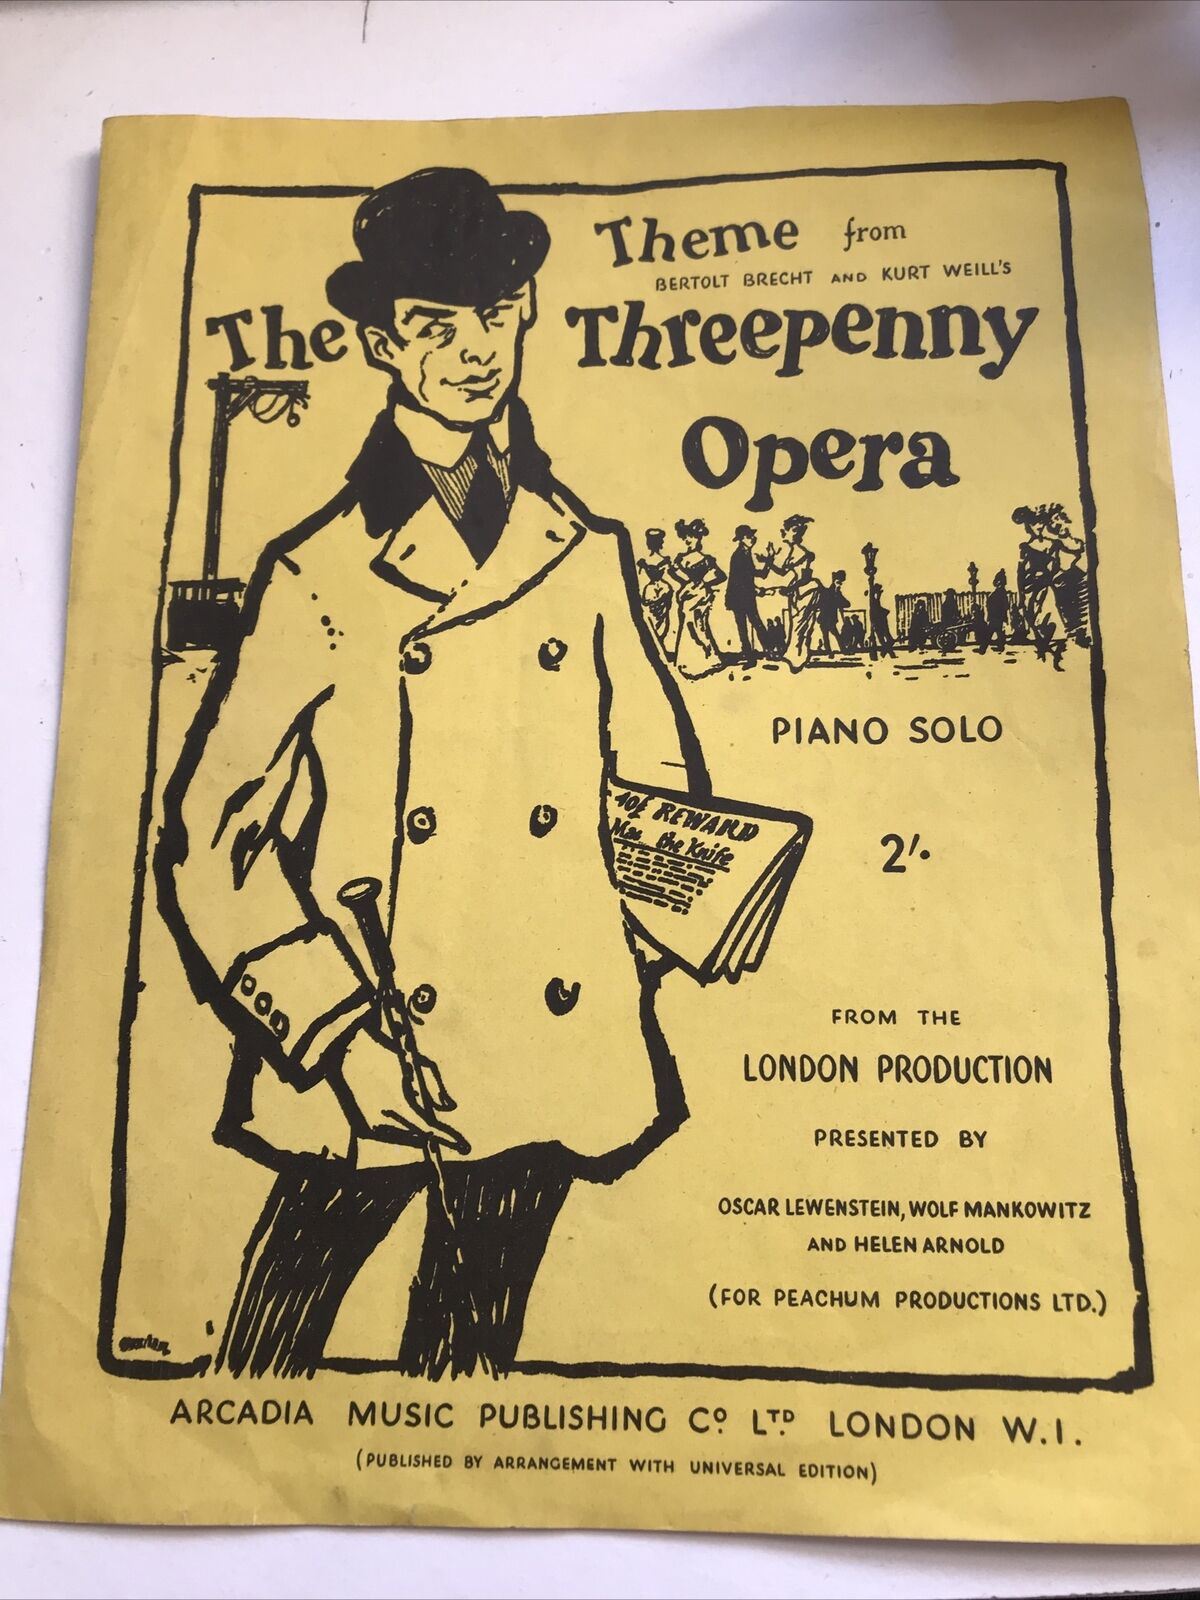 Theme from
BERTOLT BRECHT AND KURT WEILL'S
The Threepenny
Opera
PIANO SOLO
REWARD
the Knife
2/-
FROM THE
LONDON PRODUCTION
PRESENTED BY
OSCAR LEWENSTEIN, WOLF MANKOWITZ
AND HELEN ARNOLD
(FOR PEACHUM PRODUCTIONS LTD.)
ARCADIA MUSIC PUBLISHING Co. LTD. LONDON W.1.
(PUBLISHED BY ARRANGEMENT WITH UNIVERSAL EDITION)